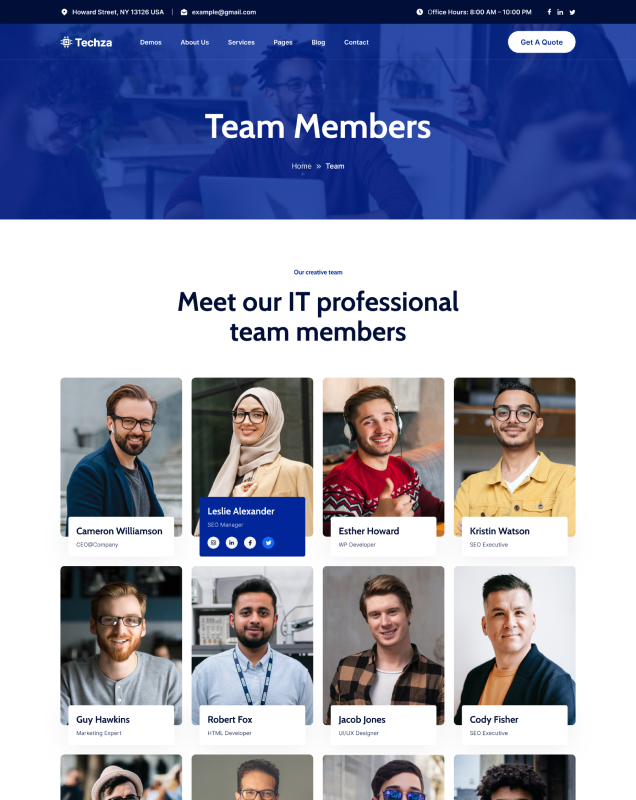 Howard Street, NY 13126 USA | example@gmail.com Office Hours: 8:00 AM – 10:00 PM
Techza Demos About Us Services Pages Blog Contact Get A Quote
Team Members
Home » Team
Our creative team
Meet our IT professional
team members
Cameron Williamson
CEO@Company
Leslie Alexander
SEO Manager
Esther Howard
WP Developer
Kristin Watson
SEO Executive
Guy Hawkins
Marketing Expert
Robert Fox
HTML Developer
Jacob Jones
UI/UX Designer
Cody Fisher
SEO Executive